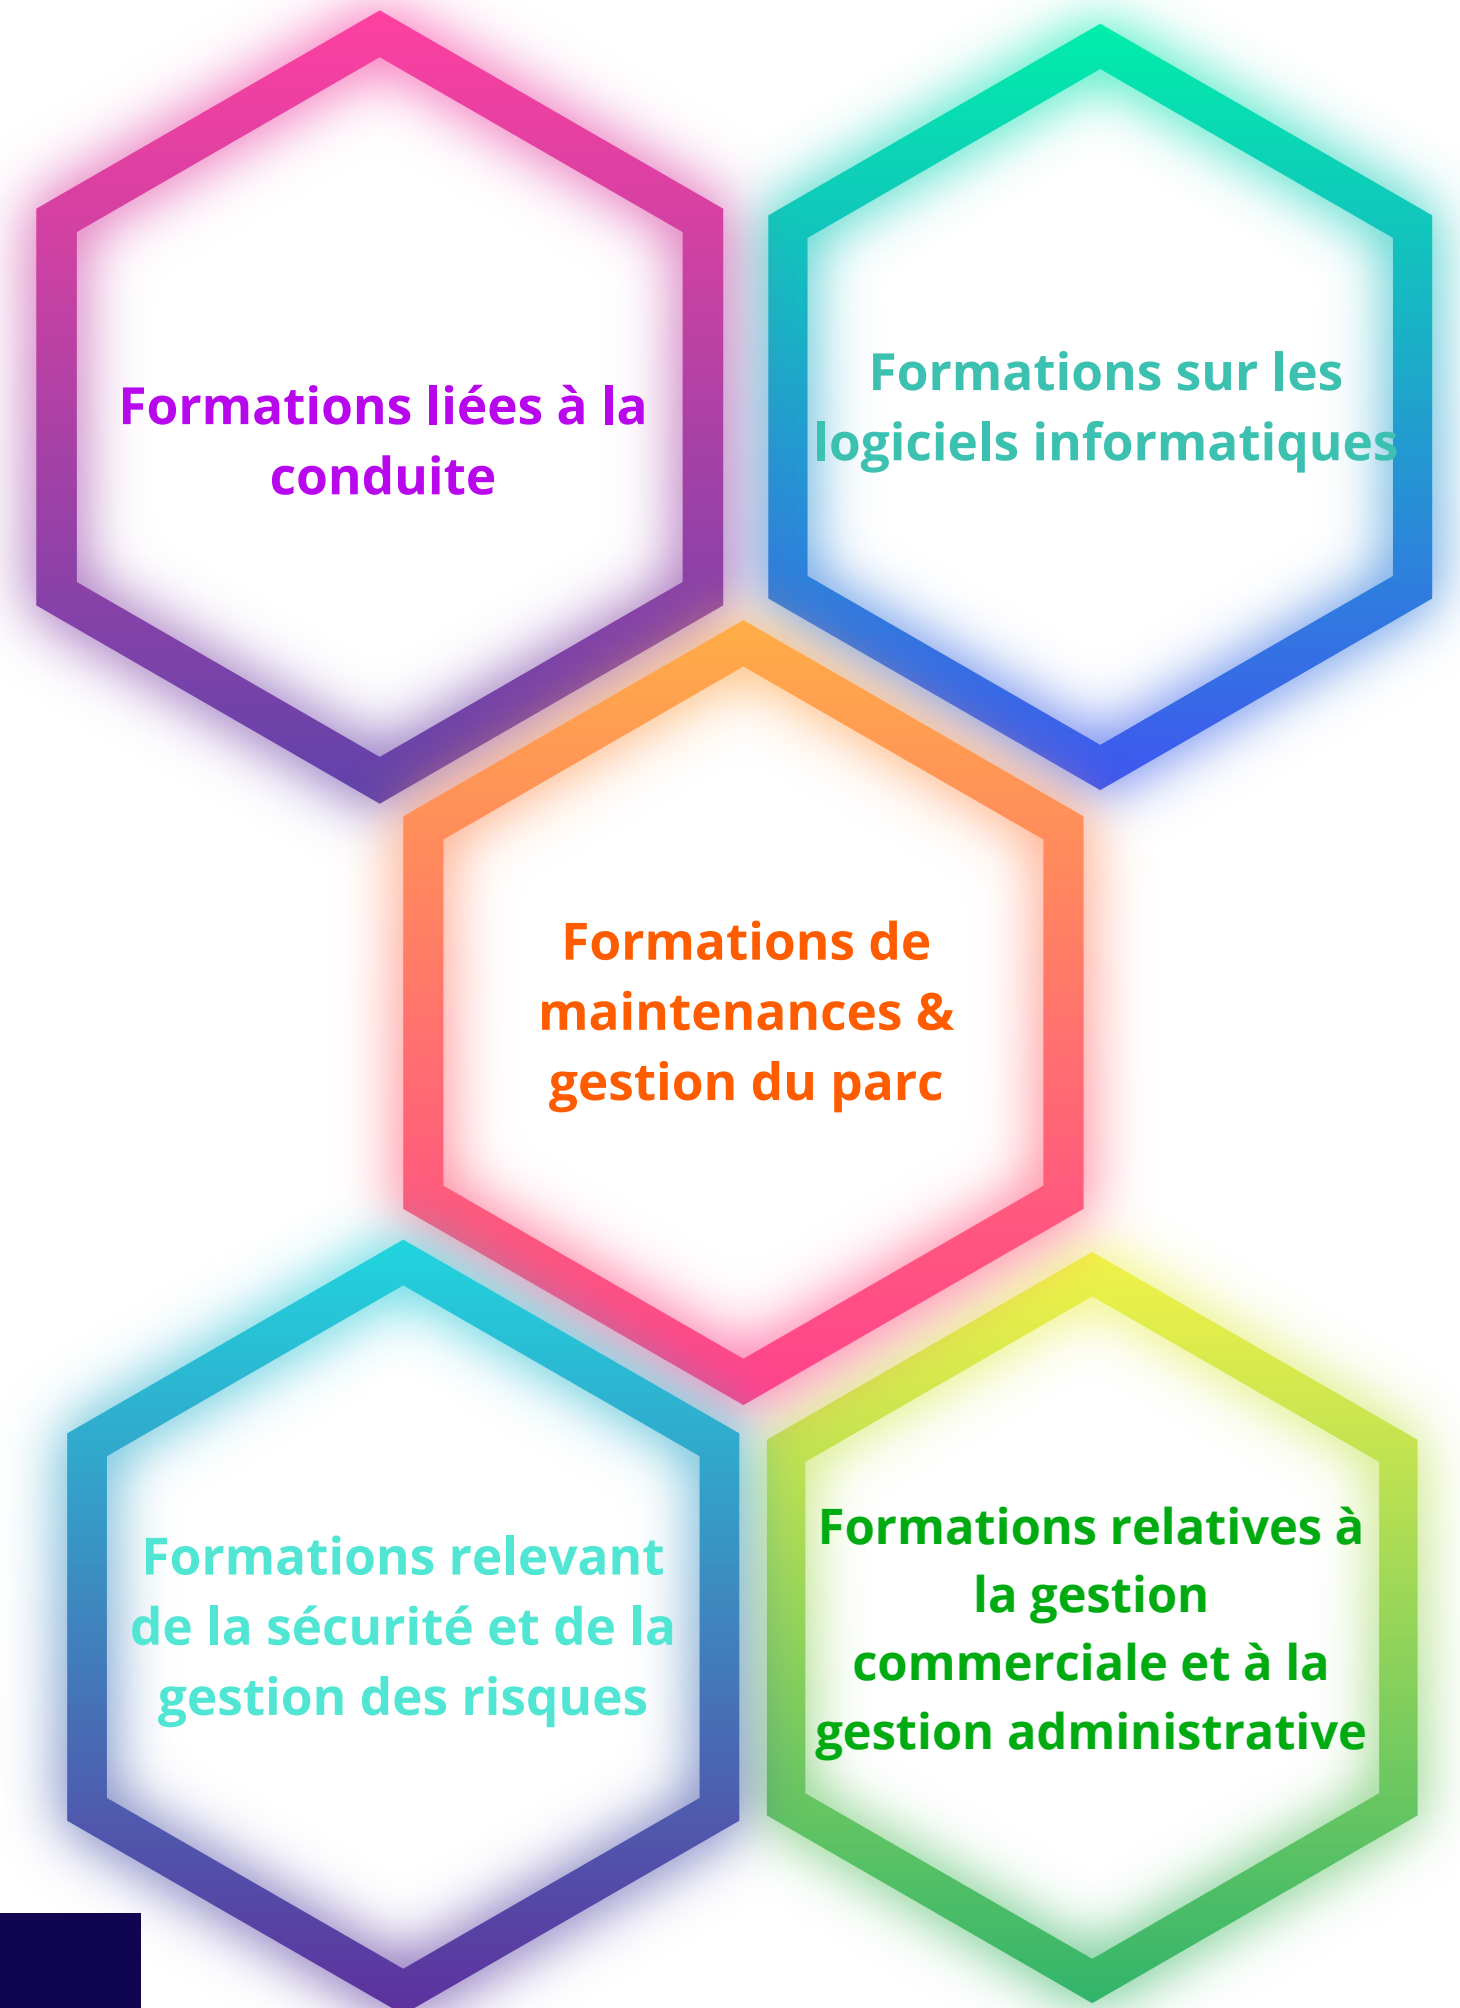 Formations liées à la
conduite
Formations sur les
logiciels informatiques
Formations de
maintenances &
gestion du parc
Formations relevant
de la sécurité et de la
gestion des risques
Formations relatives à
la gestion
commerciale et à la
gestion administrative